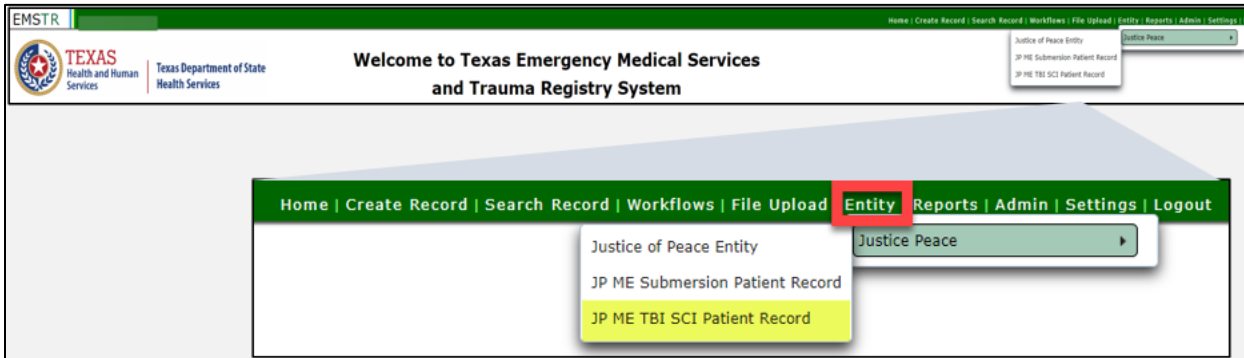 EMSTR
Home | Create Record | Search Record | Workflows | File Upload | Entity | Reports | Admin | Settings |
Justice Peace
Justice of Peace Entity
JP ME Submersion Patient Record
JP ME TBI SCI Patient Record
TEXAS
Health and Human
Services
Texas Department of State
Health Services
Welcome to Texas Emergency Medical Services
and Trauma Registry System
Home | Create Record | Search Record | Workflows | File Upload Entity Reports | Admin | Settings | Logout
Justice Peace
Justice of Peace Entity
JP ME Submersion Patient Record
JP ME TBI SCI Patient Record